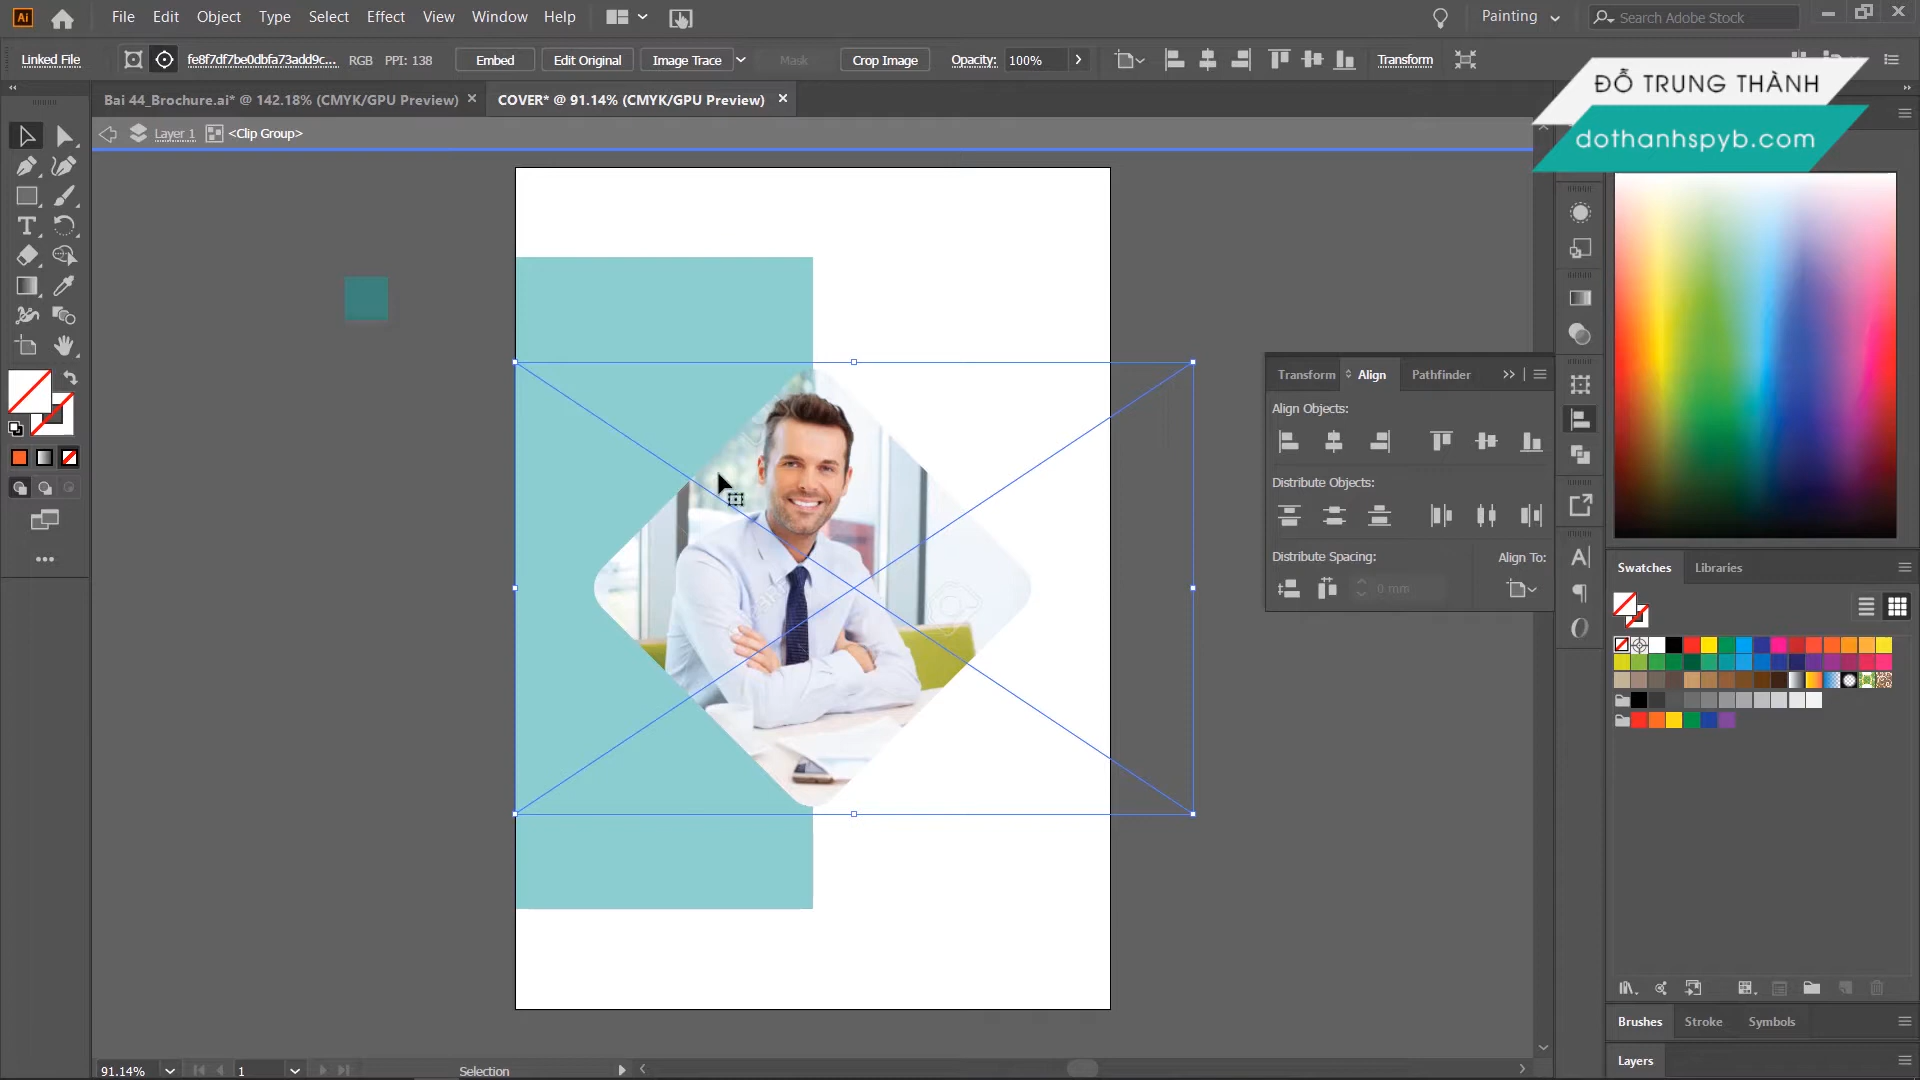 Ai File Edit Object Type Select Effect View Window Help Painting Search Adobe Stock
Linked File fe8f7df7be0dbfa73add9c... RGB PPI: 138 Embed Edit Original Image Trace Mask Crop Image Opacity: 100% Transform
ĐỖ TRUNG THÀNH
dothanhspyb.com
Bai 44_Brochure.ai* @ 142.18% (CMYK/GPU Preview) COVER* @ 91.14% (CMYK/GPU Preview)
Layer 1 <Clip Group>
Transform Align Pathfinder
Align Objects:
Distribute Objects:
Distribute Spacing: Align To:
0 mm
Swatches Libraries
Brushes Stroke Symbols
Layers
91.14% 1 Selection